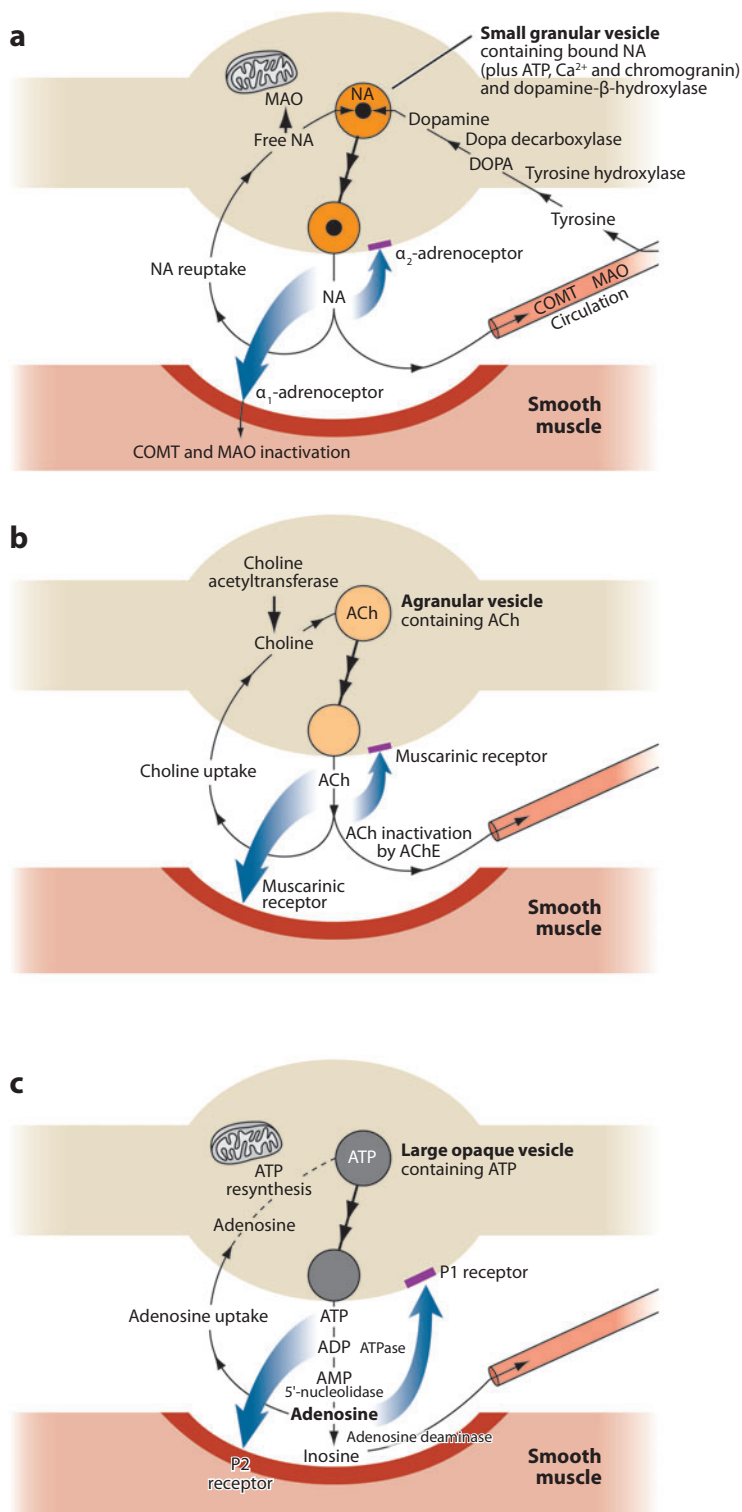 a
Small granular vesicle
containing bound NA
(plus ATP, Ca²⁺ and chromogranin)
and dopamine-β-hydroxylase
MAO
NA
Free NA
Dopamine
Dopa decarboxylase
DOPA
Tyrosine hydroxylase
Tyrosine
α₂-adrenoceptor
NA reuptake
NA
COMT MAO
Circulation
α₁-adrenoceptor
Smooth
muscle
COMT and MAO inactivation
b
Choline
acetyltransferase
ACh
Agranular vesicle
containing ACh
Choline
Muscarinic receptor
Choline uptake
ACh
ACh inactivation
by AChE
Muscarinic
receptor
Smooth
muscle
c
ATP
Large opaque vesicle
containing ATP
ATP
resynthesis
Adenosine
P1 receptor
Adenosine uptake
ATP
ADP ATPase
AMP
5'-nucleolidase
Adenosine
Adenosine deaminase
Inosine
P2
receptor
Smooth
muscle